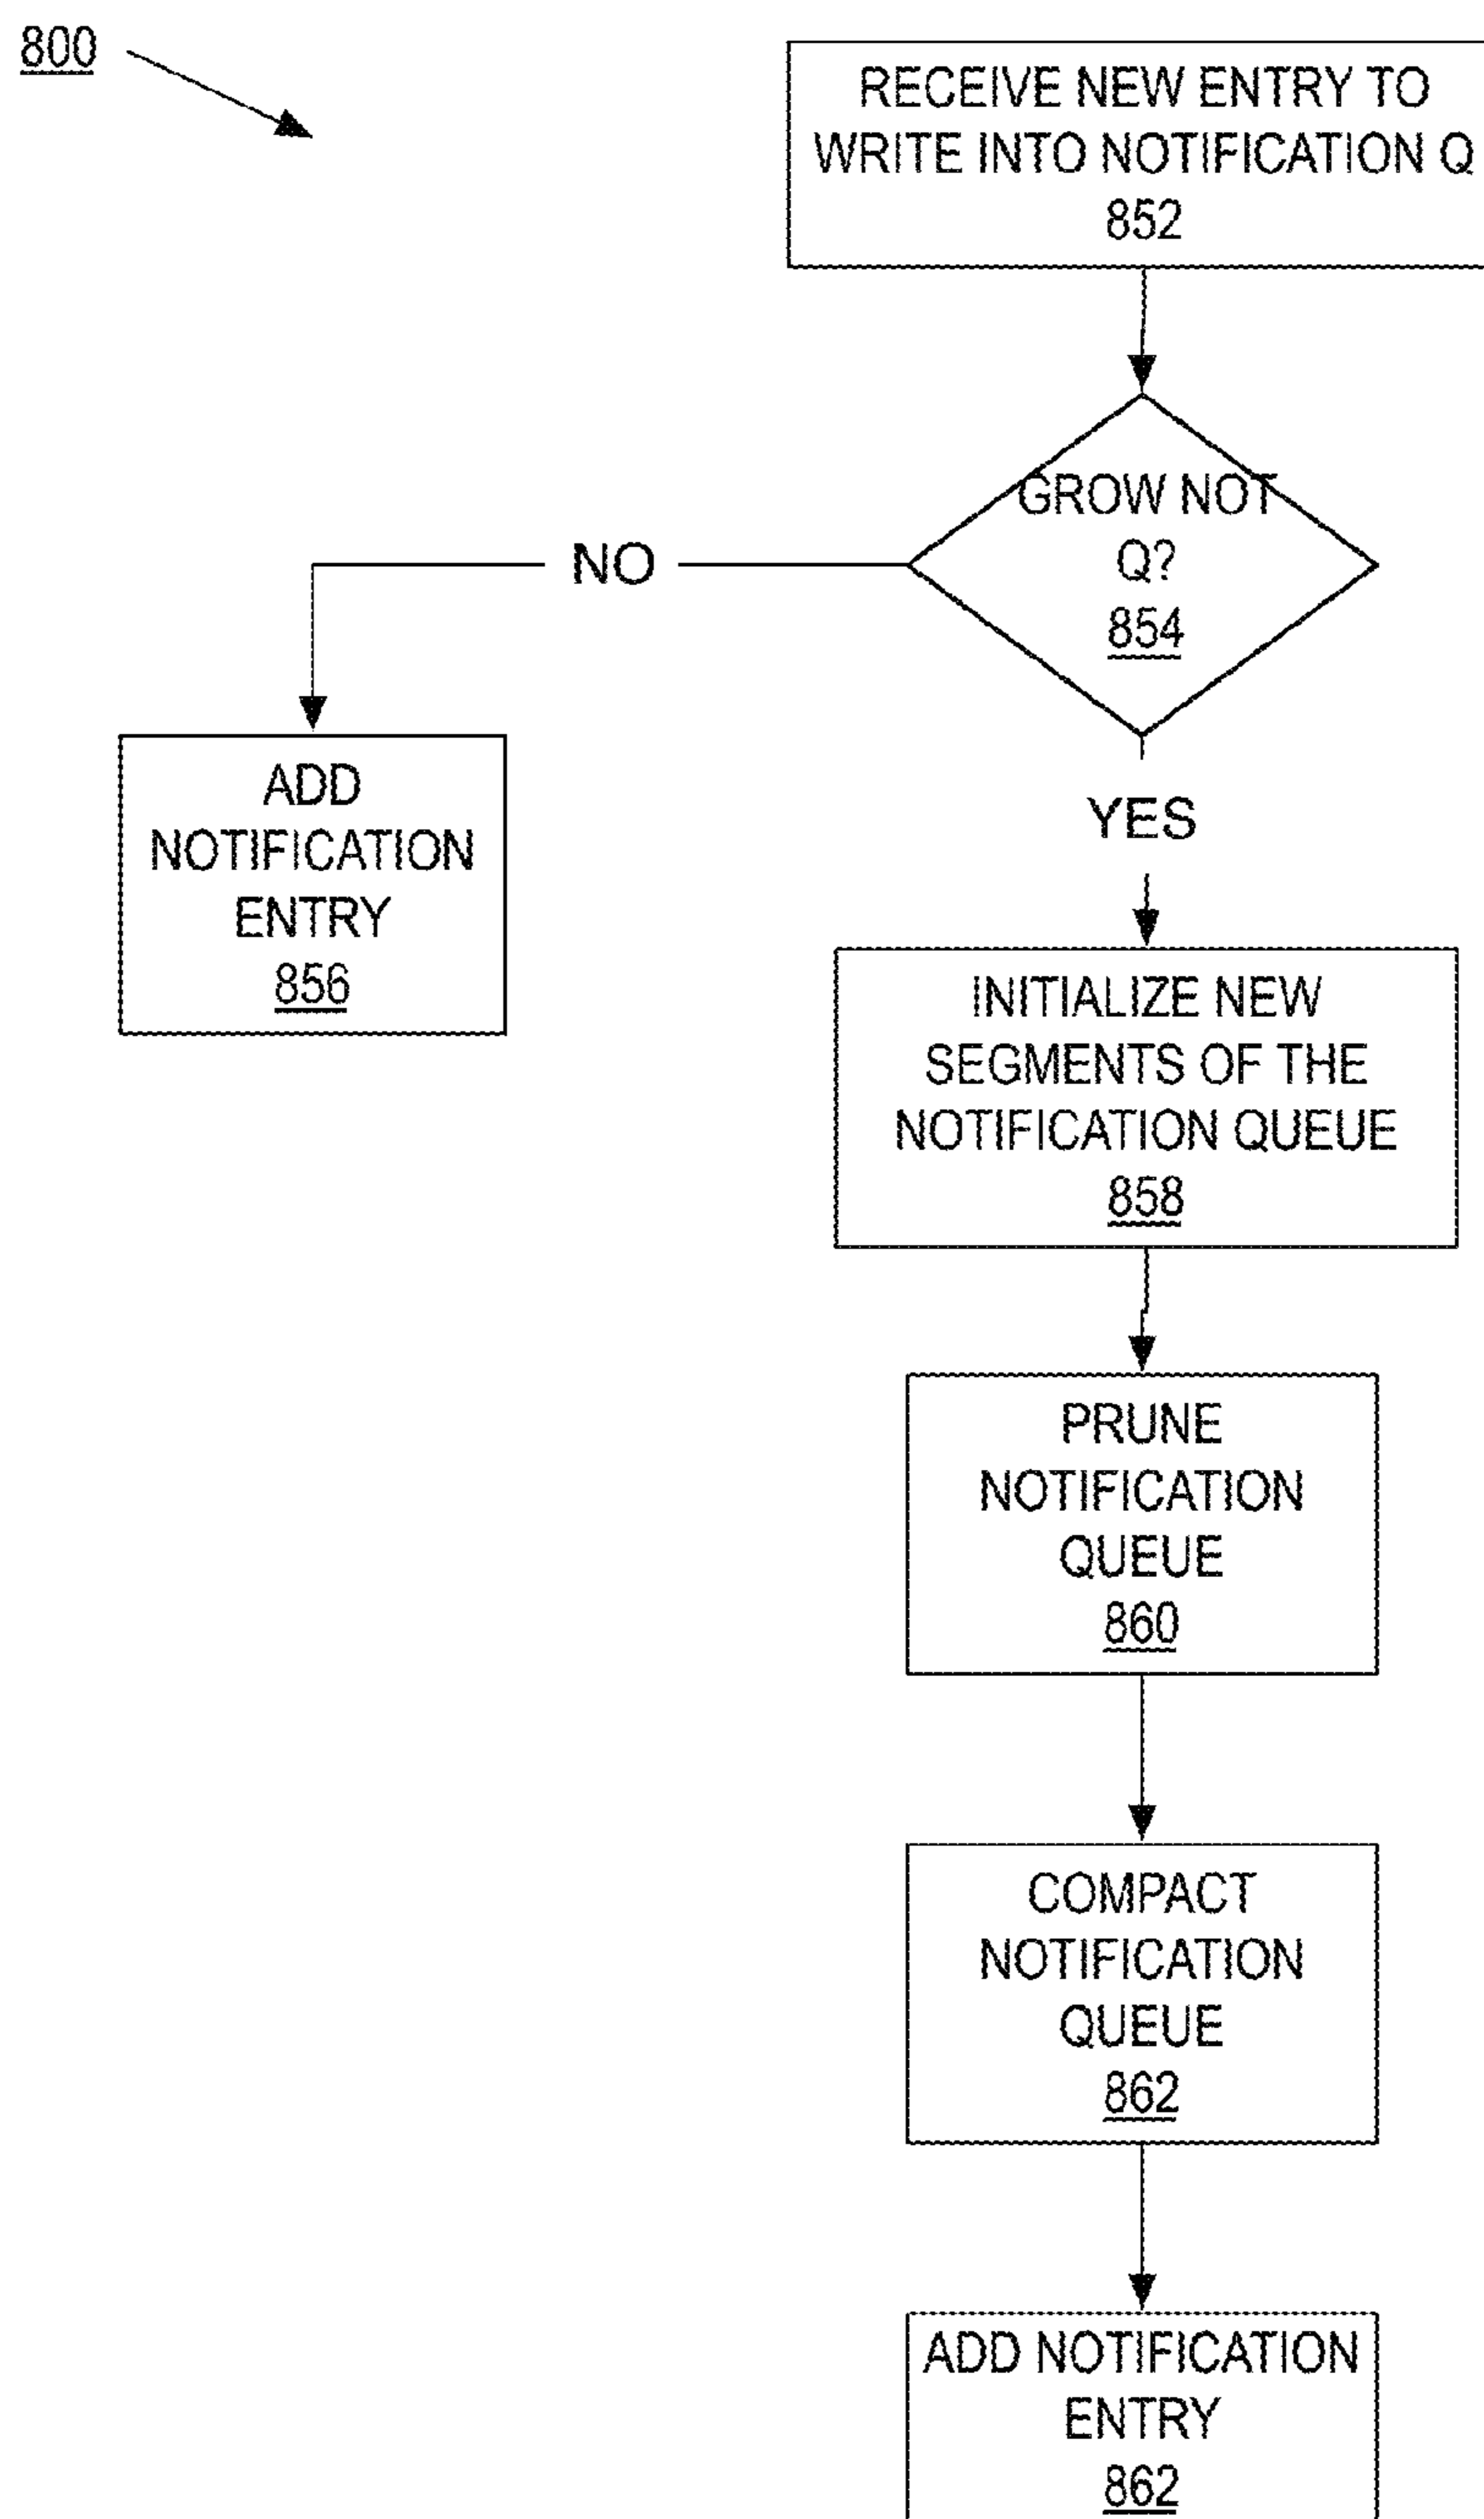 800
RECEIVE NEW ENTRY TO
WRITE INTO NOTIFICATION Q
852
GROW NOT
Q?
854
NO
ADD
NOTIFICATION
ENTRY
856
YES
INITIALIZE NEW
SEGMENTS OF THE
NOTIFICATION QUEUE
858
PRUNE
NOTIFICATION
QUEUE
860
COMPACT
NOTIFICATION
QUEUE
862
ADD NOTIFICATION
ENTRY
862